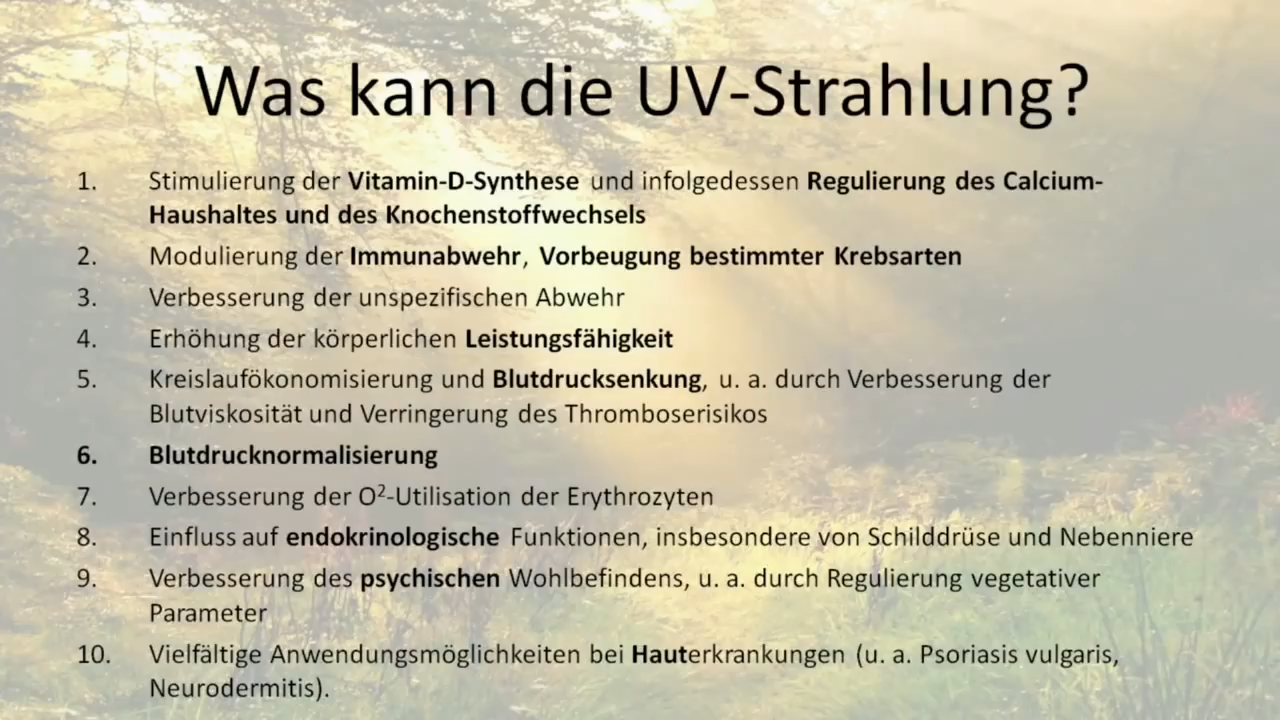 Was kann die UV-Strahlung?
1. Stimulierung der Vitamin-D-Synthese und infolgedessen Regulierung des Calcium-
Haushaltes und des Knochenstoffwechsels
2. Modulierung der Immunabwehr, Vorbeugung bestimmter Krebsarten
3. Verbesserung der unspezifischen Abwehr
4. Erhöhung der körperlichen Leistungsfähigkeit
5. Kreislaufökonomisierung und Blutdrucksenkung, u. a. durch Verbesserung der
Blutviskosität und Verringerung des Thromboserisikos
6. Blutdrucknormalisierung
7. Verbesserung der O²-Utilisation der Erythrozyten
8. Einfluss auf endokrinologische Funktionen, insbesondere von Schilddrüse und Nebenniere
9. Verbesserung des psychischen Wohlbefindens, u. a. durch Regulierung vegetativer
Parameter
10. Vielfältige Anwendungsmöglichkeiten bei Hauterkrankungen (u. a. Psoriasis vulgaris,
Neurodermitis).